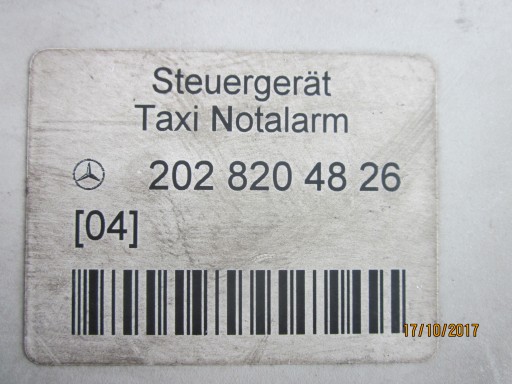 Steuergerät
Taxi Notalarm
202 820 48 26
[04]
17/10/2017